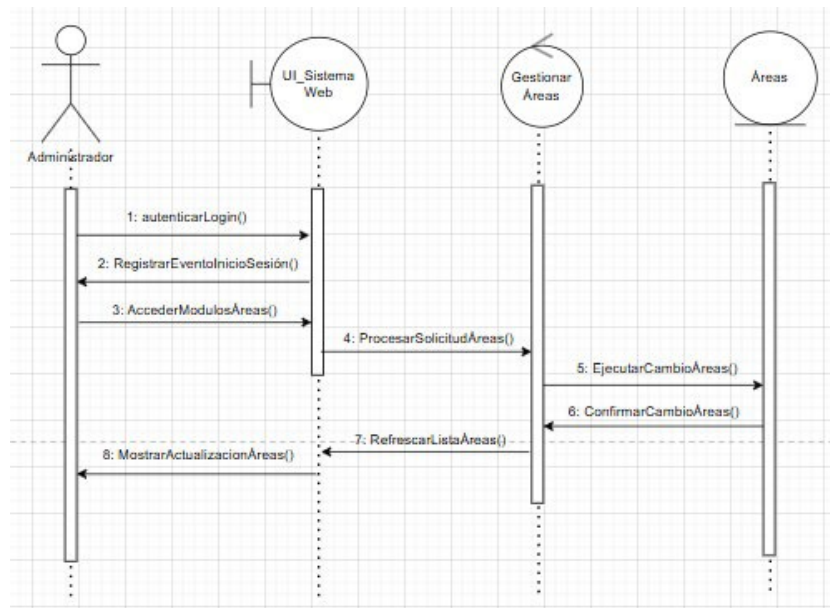 UI_Sistema
Web
Gestionar
Áreas
Áreas
Administrador
1: autenticarLogin()
2: RegistrarEventoInicioSesión()
3: AccederModulosÁreas()
4: ProcesarSolicitudÁreas()
5: EjecutarCambioÁreas()
6: ConfirmarCambioÁreas()
7: RefrescarListaÁreas()
8: MostrarActualizacionÁreas()